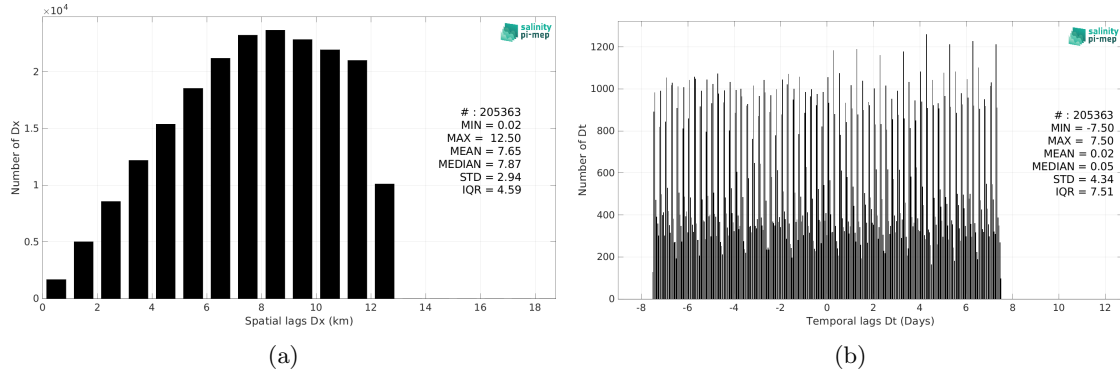 ×10⁴
salinity
pi-mep
2
1.5
1
0.5
0
Number of Dx
# : 205363
MIN = 0.02
MAX = 12.50
MEAN = 7.65
MEDIAN = 7.87
STD = 2.94
IQR = 4.59
0 2 4 6 8 10 12 14 16 18
Spatial lags Dx (km)
(a)
salinity
pi-mep
1200
1000
800
600
400
200
0
Number of Dt
# : 205363
MIN = -7.50
MAX = 7.50
MEAN = 0.02
MEDIAN = 0.05
STD = 4.34
IQR = 7.51
-8 -6 -4 -2 0 2 4 6 8 10 12
Temporal lags Dt (Days)
(b)